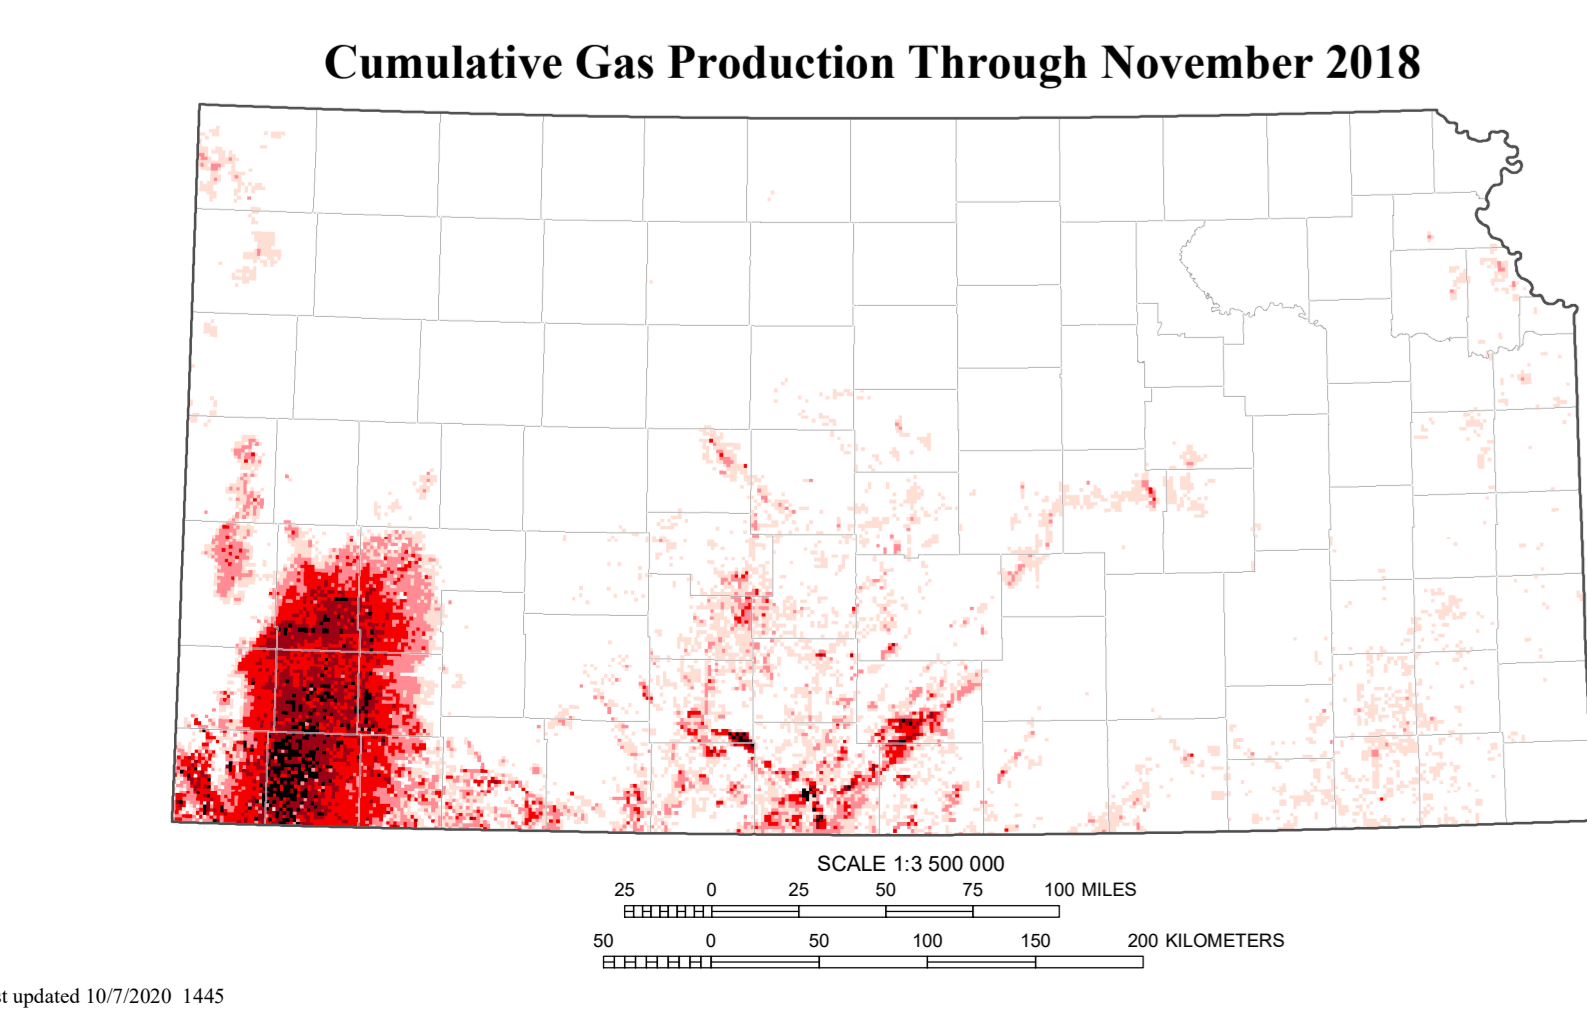 Cumulative Gas Production Through November 2018
SCALE 1:3 500 000
25 0 25 50 75 100 MILES
50 0 50 100 150 200 KILOMETERS
updated 10/7/2020 1445